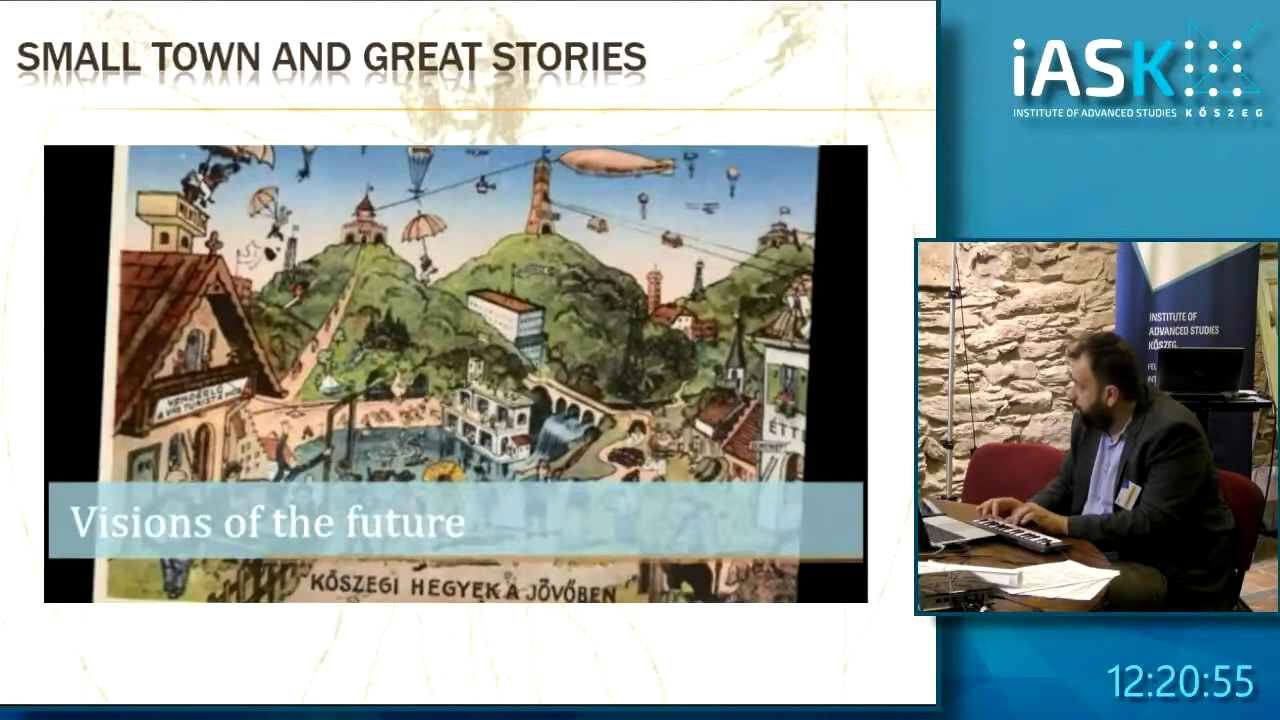 SMALL TOWN AND GREAT STORIES
VENDÉGLŐ
ÉTT
Visions of the future
KŐSZEGI HEGYEK A JÖVŐBEN
iASK
INSTITUTE OF ADVANCED STUDIES KŐSZEG
INSTITUTE OF
ADVANCED STUDIES
KŐSZEG
12:20:55